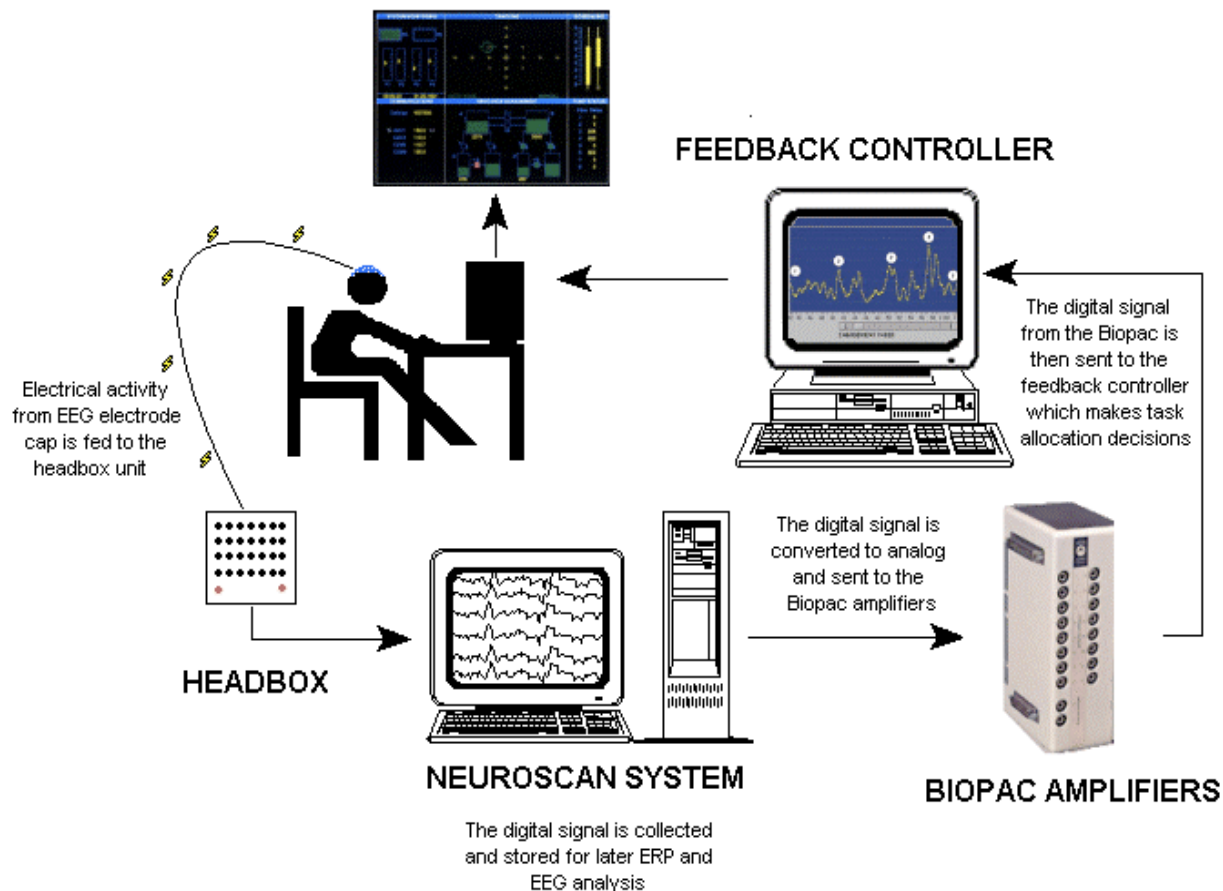 FEEDBACK CONTROLLER
Electrical activity
from EEG electrode
cap is fed to the
headbox unit
The digital signal
from the Biopac is
then sent to the
feedback controller
which makes task
allocation decisions
The digital signal is
converted to analog
and sent to the
Biopac amplifiers
HEADBOX
NEUROSCAN SYSTEM
BIOPAC AMPLIFIERS
The digital signal is collected
and stored for later ERP and
EEG analysis